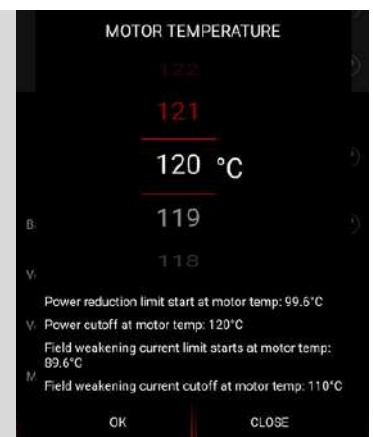 MOTOR TEMPERATURE
122
121
120 °C
119
118
B
V
V
M
Power reduction limit start at motor temp: 99.6°C
Power cutoff at motor temp: 120°C
Field weakening current limit starts at motor temp:
89.6°C
Field weakening current cutoff at motor temp: 110°C
OK
CLOSE